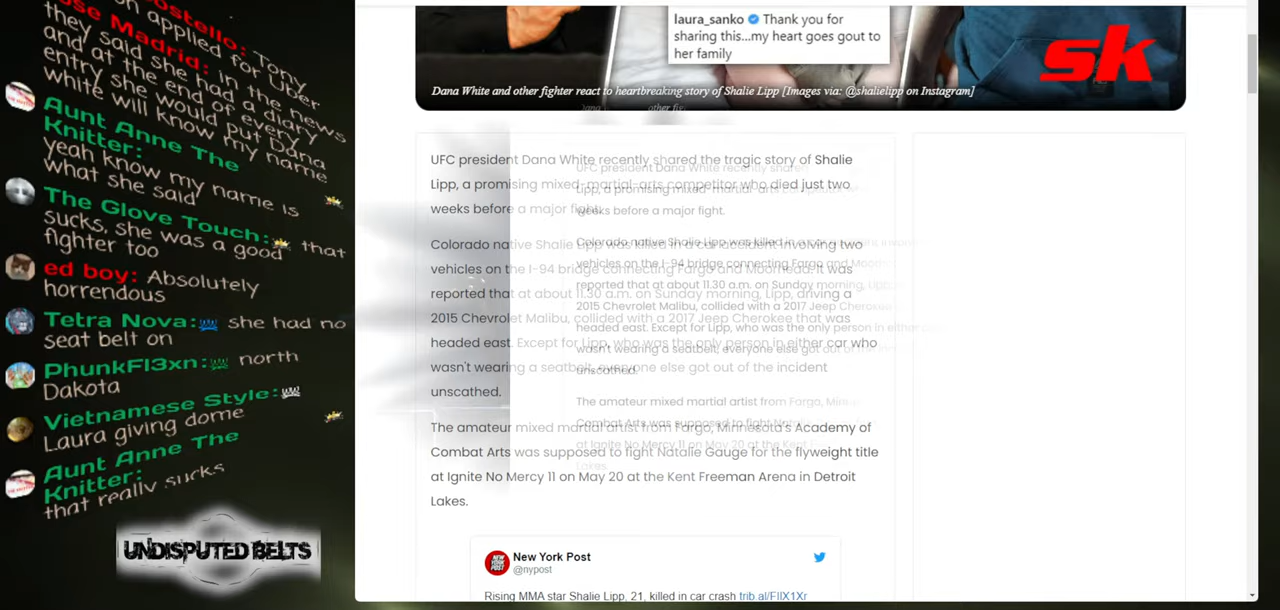 ostello: Tony
on applied for Uber
ose Madrid: in the news
they said she had a diary
and at the end of every
entry she would put Dana
white will know my name
Aunt Anne The
Knitter:
yeah know my name is
what she said
The Glove Touch: that
sucks, she was a good
fighter too
ed boy: Absolutely
horrendous
Tetra Nova: she had no
seat belt on
PhunkFl3xn: north
Dakota
Vietnamese Style:
Laura giving dome
Aunt Anne The
Knitter:
that really sucks
UNDISPUTED BELTS
laura_sanko Thank you for
sharing this...my heart goes gout to
her family
sk
Dana White and other fighter react to heartbreaking story of Shalie Lipp [Images via: @shalielipp on Instagram]
UFC president Dana White recently shared the tragic story of Shalie
Lipp, a promising mixed-martial-arts competitor who died just two
weeks before a major fight.
Colorado native Shalie Lipp was killed in a car accident involving two
vehicles on the I-94 bridge connecting Fargo and Moorhead. It was
reported that at about 11.30 a.m. on Sunday morning, Lipp, driving a
2015 Chevrolet Malibu, collided with a 2017 Jeep Cherokee that was
headed east. Except for Lipp, who was the only person in either car who
wasn't wearing a seatbelt, everyone else got out of the incident
unscathed.
The amateur mixed martial artist from Fargo, Minnesota's Academy of
Combat Arts was supposed to fight Natalie Gauge for the flyweight title
at Ignite No Mercy 11 on May 20 at the Kent Freeman Arena in Detroit
Lakes.
New York Post
@nypost
Rising MMA star Shalie Lipp, 21, killed in car crash trib.al/FIIX1Xr